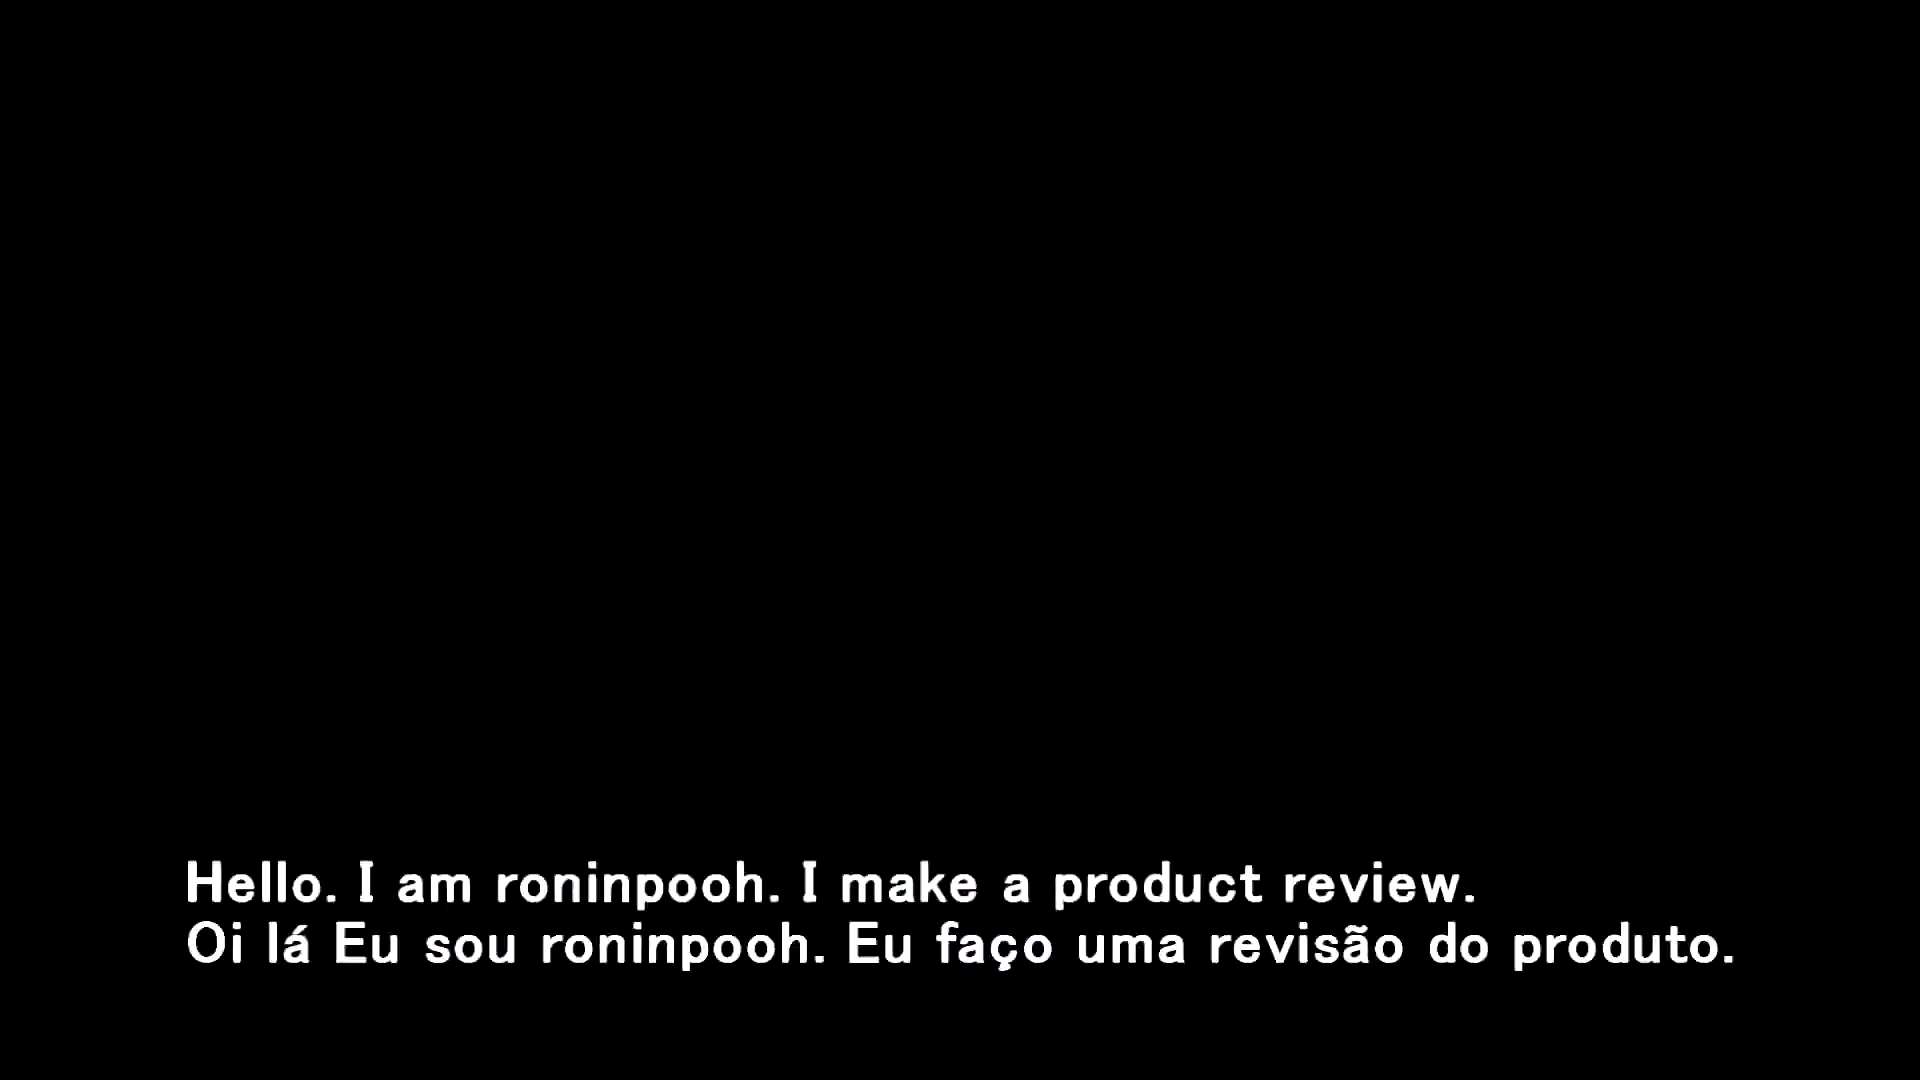 Hello. I am roninpooh. I make a product review.
Oi lá Eu sou roninpooh. Eu faço uma revisão do produto.